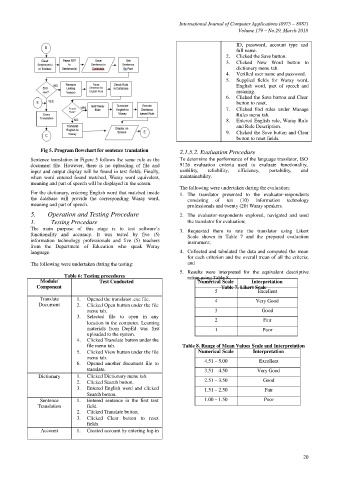 International Journal of Computer Applications (0975 – 8887)
Volume 179 – No.29, March 2018
Fig 5. Program flowchart for sentence translation
Sentence translation in Figure 5 follows the same rule as the
document file. However, there is no uploading of file and
input and output display will be found in text fields. Finally,
when word entered found matched, Waray word equivalent,
meaning and part of speech will be displayed in the screen.
For the dictionary, entering English word that matched inside
the database will provide the corresponding Waray word,
meaning and part of speech.
5. Operation and Testing Procedure
1. Testing Procedure
The main purpose of this stage is to test software's
functionality and accuracy. It was tested by five (5)
information technology professionals and five (5) teachers
from the Department of Education who speak Waray
language.
The following were undertaken during the testing:
Table 6: Testing procedures
Module/ Component
Test Conducted
Translate Document
1. Opened the translator .exe file.
2. Clicked Open button under the file
menu tab.
3. Selected file to open in any
location in the computer. Learning
materials from DepEd was first
uploaded to the system.
4. Clicked Translate button under the
file menu tab.
5. Clicked View button under the file
menu tab.
6. Opened another document file to
translate.
Dictionary
1. Clicked Dictionary menu tab.
2. Clicked Search button.
3. Entered English word and clicked
Search button.
Sentence Translation
1. Entered sentence in the first text
field.
2. Clicked Translate button.
3. Clicked Clear button to reset
fields
Account
1. Created account by entering log-in
ID, password, account type and
full name.
2. Clicked the Save button.
3. Clicked New Word button in
dictionary menu tab
4. Verified user name and password.
5. Supplied fields for Waray word,
English word, part of speech and
meaning.
6. Clicked the Save button and Clear
button to reset.
7. Clicked find rules under Manage
Rules menu tab.
8. Entered English rule, Waray Rule
and Rule Description.
9. Clicked the Save button and Clear
button to reset fields.
2.1.5.2. Evaluation Procedure
To determine the performance of the language translator, ISO
9126 evaluation criteria used to evaluate functionality,
usability, reliability, efficiency, portability, and
maintainability.
The following were undertaken during the evaluation:
1. The translator presented to the evaluator-respondents
consisting of ten (10) information technology
professionals and twenty (20) Waray speakers.
2. The evaluator-respondents explored, navigated and used
the translator for evaluation;
3. Requested them to rate the translator using Likert
Scale shown in Table 7 and the prepared evaluation
instrument;
4. Collected and tabulated the data and computed the mean
for each criterion and the overall mean of all the criteria;
and
5. Results were interpreted for the equivalent descriptive
rating using Table 8.
Table 7. Likert Scale
Numerical Scale Interpretation
5 Excellent
4 Very Good
3 Good
2 Fair
1 Poor
Table 8. Range of Mean Values Scale and Interpretation
Numerical Scale Interpretation
4.51 – 5.00 Excellent
3.51 – 4.50 Very Good
2.51 – 3.50 Good
1.51 – 2.50 Fair
1.00 – 1.50 Poor
20